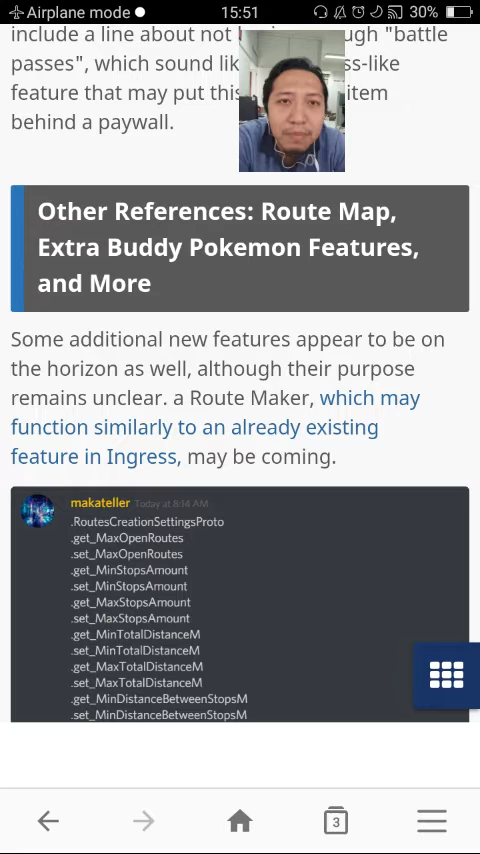 Airplane mode 15:51 30%
include a line about not "battle
passes", which sound -like
feature that may put item
behind a paywall.
Other References: Route Map,
Extra Buddy Pokemon Features,
and More
Some additional new features appear to be on
the horizon as well, although their purpose
remains unclear. a Route Maker, which may
function similarly to an already existing
feature in Ingress, may be coming.
makateller Today at 8:14 AM
.RoutesCreationSettingsProto
.get_MaxOpenRoutes
.set_MaxOpenRoutes
.get_MinStopsAmount
.set_MinStopsAmount
.get_MaxStopsAmount
.set_MaxStopsAmount
.get_MinTotalDistanceM
.set_MinTotalDistanceM
.get_MaxTotalDistanceM
.set_MaxTotalDistanceM
.get_MinDistanceBetweenStopsM
.set_MinDistanceBetweenStopsM
3